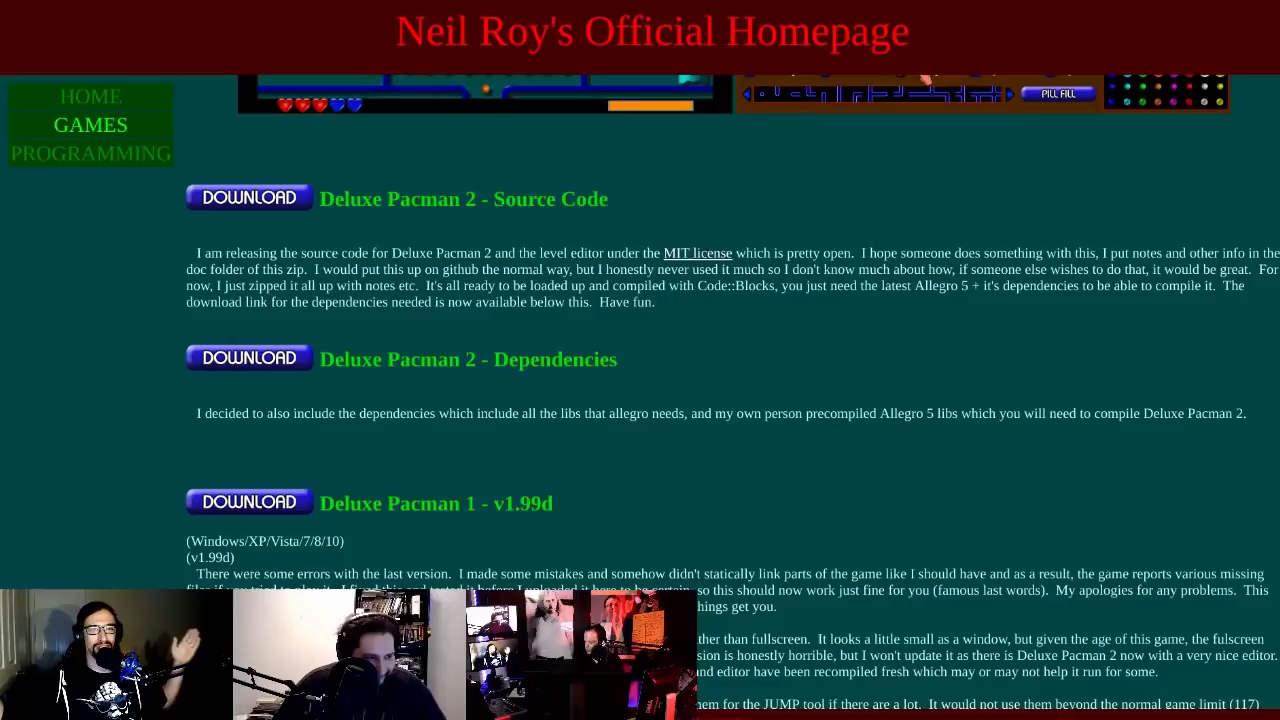 Neil Roy's Official Homepage
HOME
GAMES
PROGRAMMING
PILL FILL
DOWNLOAD Deluxe Pacman 2 - Source Code
I am releasing the source code for Deluxe Pacman 2 and the level editor under the MIT license which is pretty open.  I hope someone does something with this, I put notes and other info in the
doc folder of this zip.  I would put this up on github the normal way, but I honestly never used it much so I don't know much about how, if someone else wishes to do that, it would be great.  For
now, I just zipped it all up with notes etc.  It's all ready to be loaded up and compiled with Code::Blocks, you just need the latest Allegro 5 + it's dependencies to be able to compile it.  The
download link for the dependencies needed is now available below this.  Have fun.
DOWNLOAD Deluxe Pacman 2 - Dependencies
I decided to also include the dependencies which include all the libs that allegro needs, and my own person precompiled Allegro 5 libs which you will need to compile Deluxe Pacman 2.
DOWNLOAD Deluxe Pacman 1 - v1.99d
(Windows/XP/Vista/7/8/10)
(v1.99d)
There were some errors with the last version.  I made some mistakes and somehow didn't statically link parts of the game like I should have and as a result, the game reports various missing
so this should now work just fine for you (famous last words).  My apologies for any problems.  This
hings get you.
ther than fullscreen.  It looks a little small as a window, but given the age of this game, the fulscreen
sion is honestly horrible, but I won't update it as there is Deluxe Pacman 2 now with a very nice editor.
nd editor have been recompiled fresh which may or may not help it run for some.
hem for the JUMP tool if there are a lot.  It would not use them beyond the normal game limit (117)